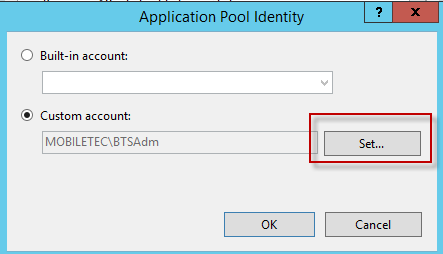 Application Pool Identity
?
x
Built-in account:
Custom account:
MOBILETEC\BTSAdm
Set...
OK
Cancel